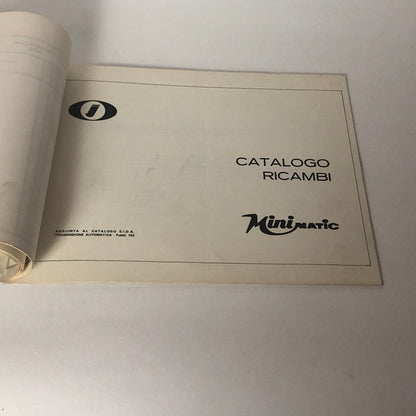 CATALOGO
RICAMBI
Mini MATIC
AGGIUNTA AL CATALOGO
TRASMISSIONE AUTOMATICA